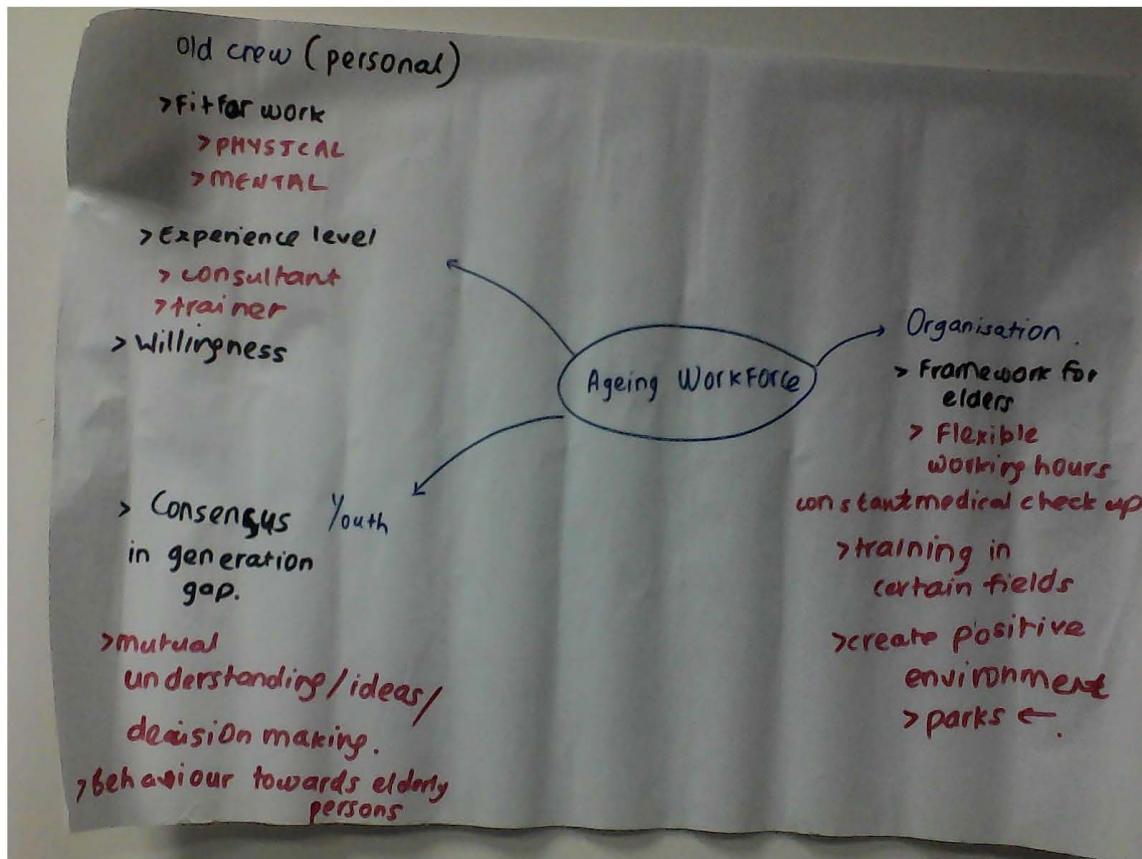 Old crew (personal)
> Fit for work
> PHYSICAL
> MENTAL
> Experience level
> consultant
> trainer
> Willingness
Ageing WorkForce
Organisation.
> Framework for
elders
> Flexible
working hours
constant medical check up
> training in
certain fields
> create positive
environment
> parks ←.
> Consensus Youth
in generation
gap.
> mutual
understanding/ideas/
decision making.
> Behaviour towards elderly
persons